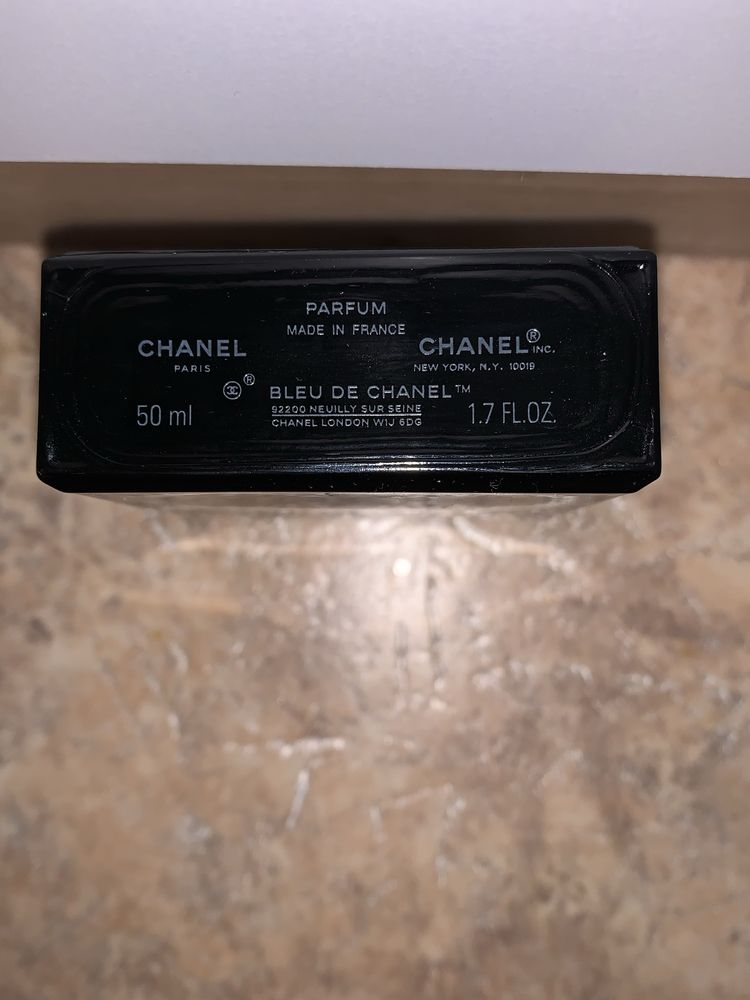 PARFUM
MADE IN FRANCE
CHANEL
PARIS
CHANEL® INC.
NEW YORK, N.Y. 10019
®
BLEU DE CHANEL™
50 ml
92200 NEUILLY SUR SEINE
CHANEL LONDON W1J 6DG
1.7 FL.OZ.